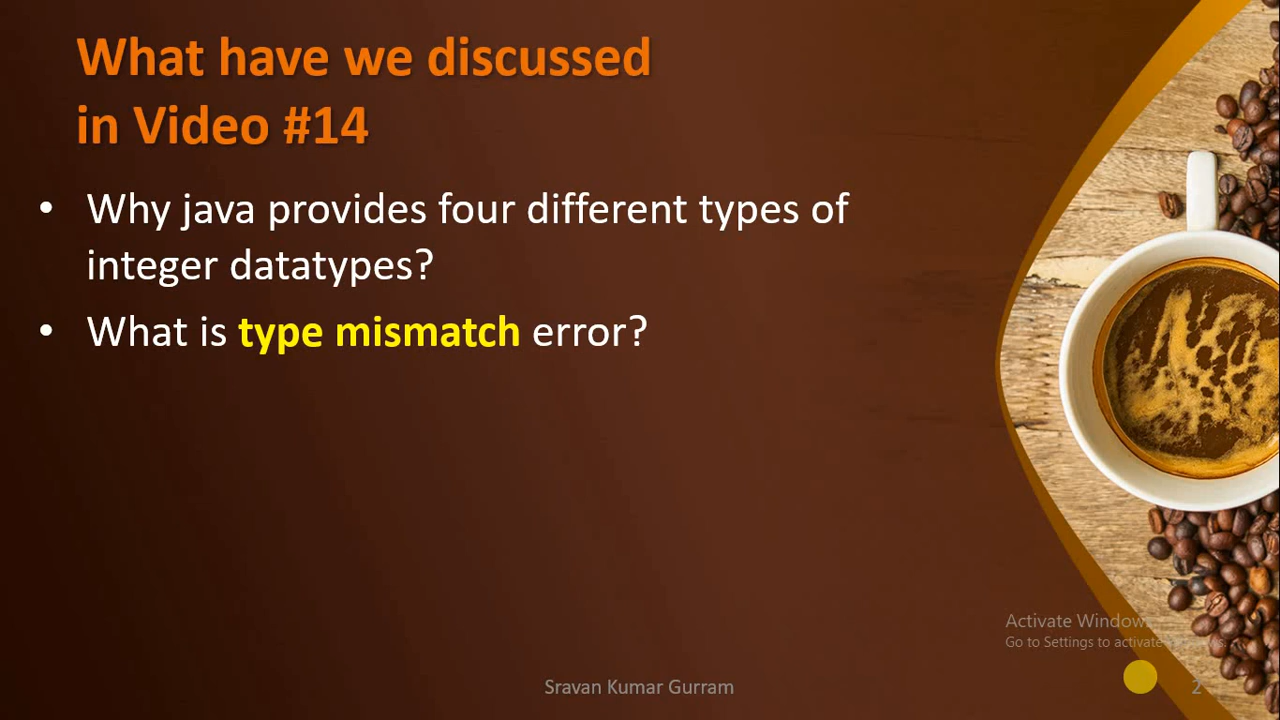 What have we discussed
in Video #14
• Why java provides four different types of
integer datatypes?
• What is type mismatch error?
Activate Windows
Go to Settings to activate
Sravan Kumar Gurram
2